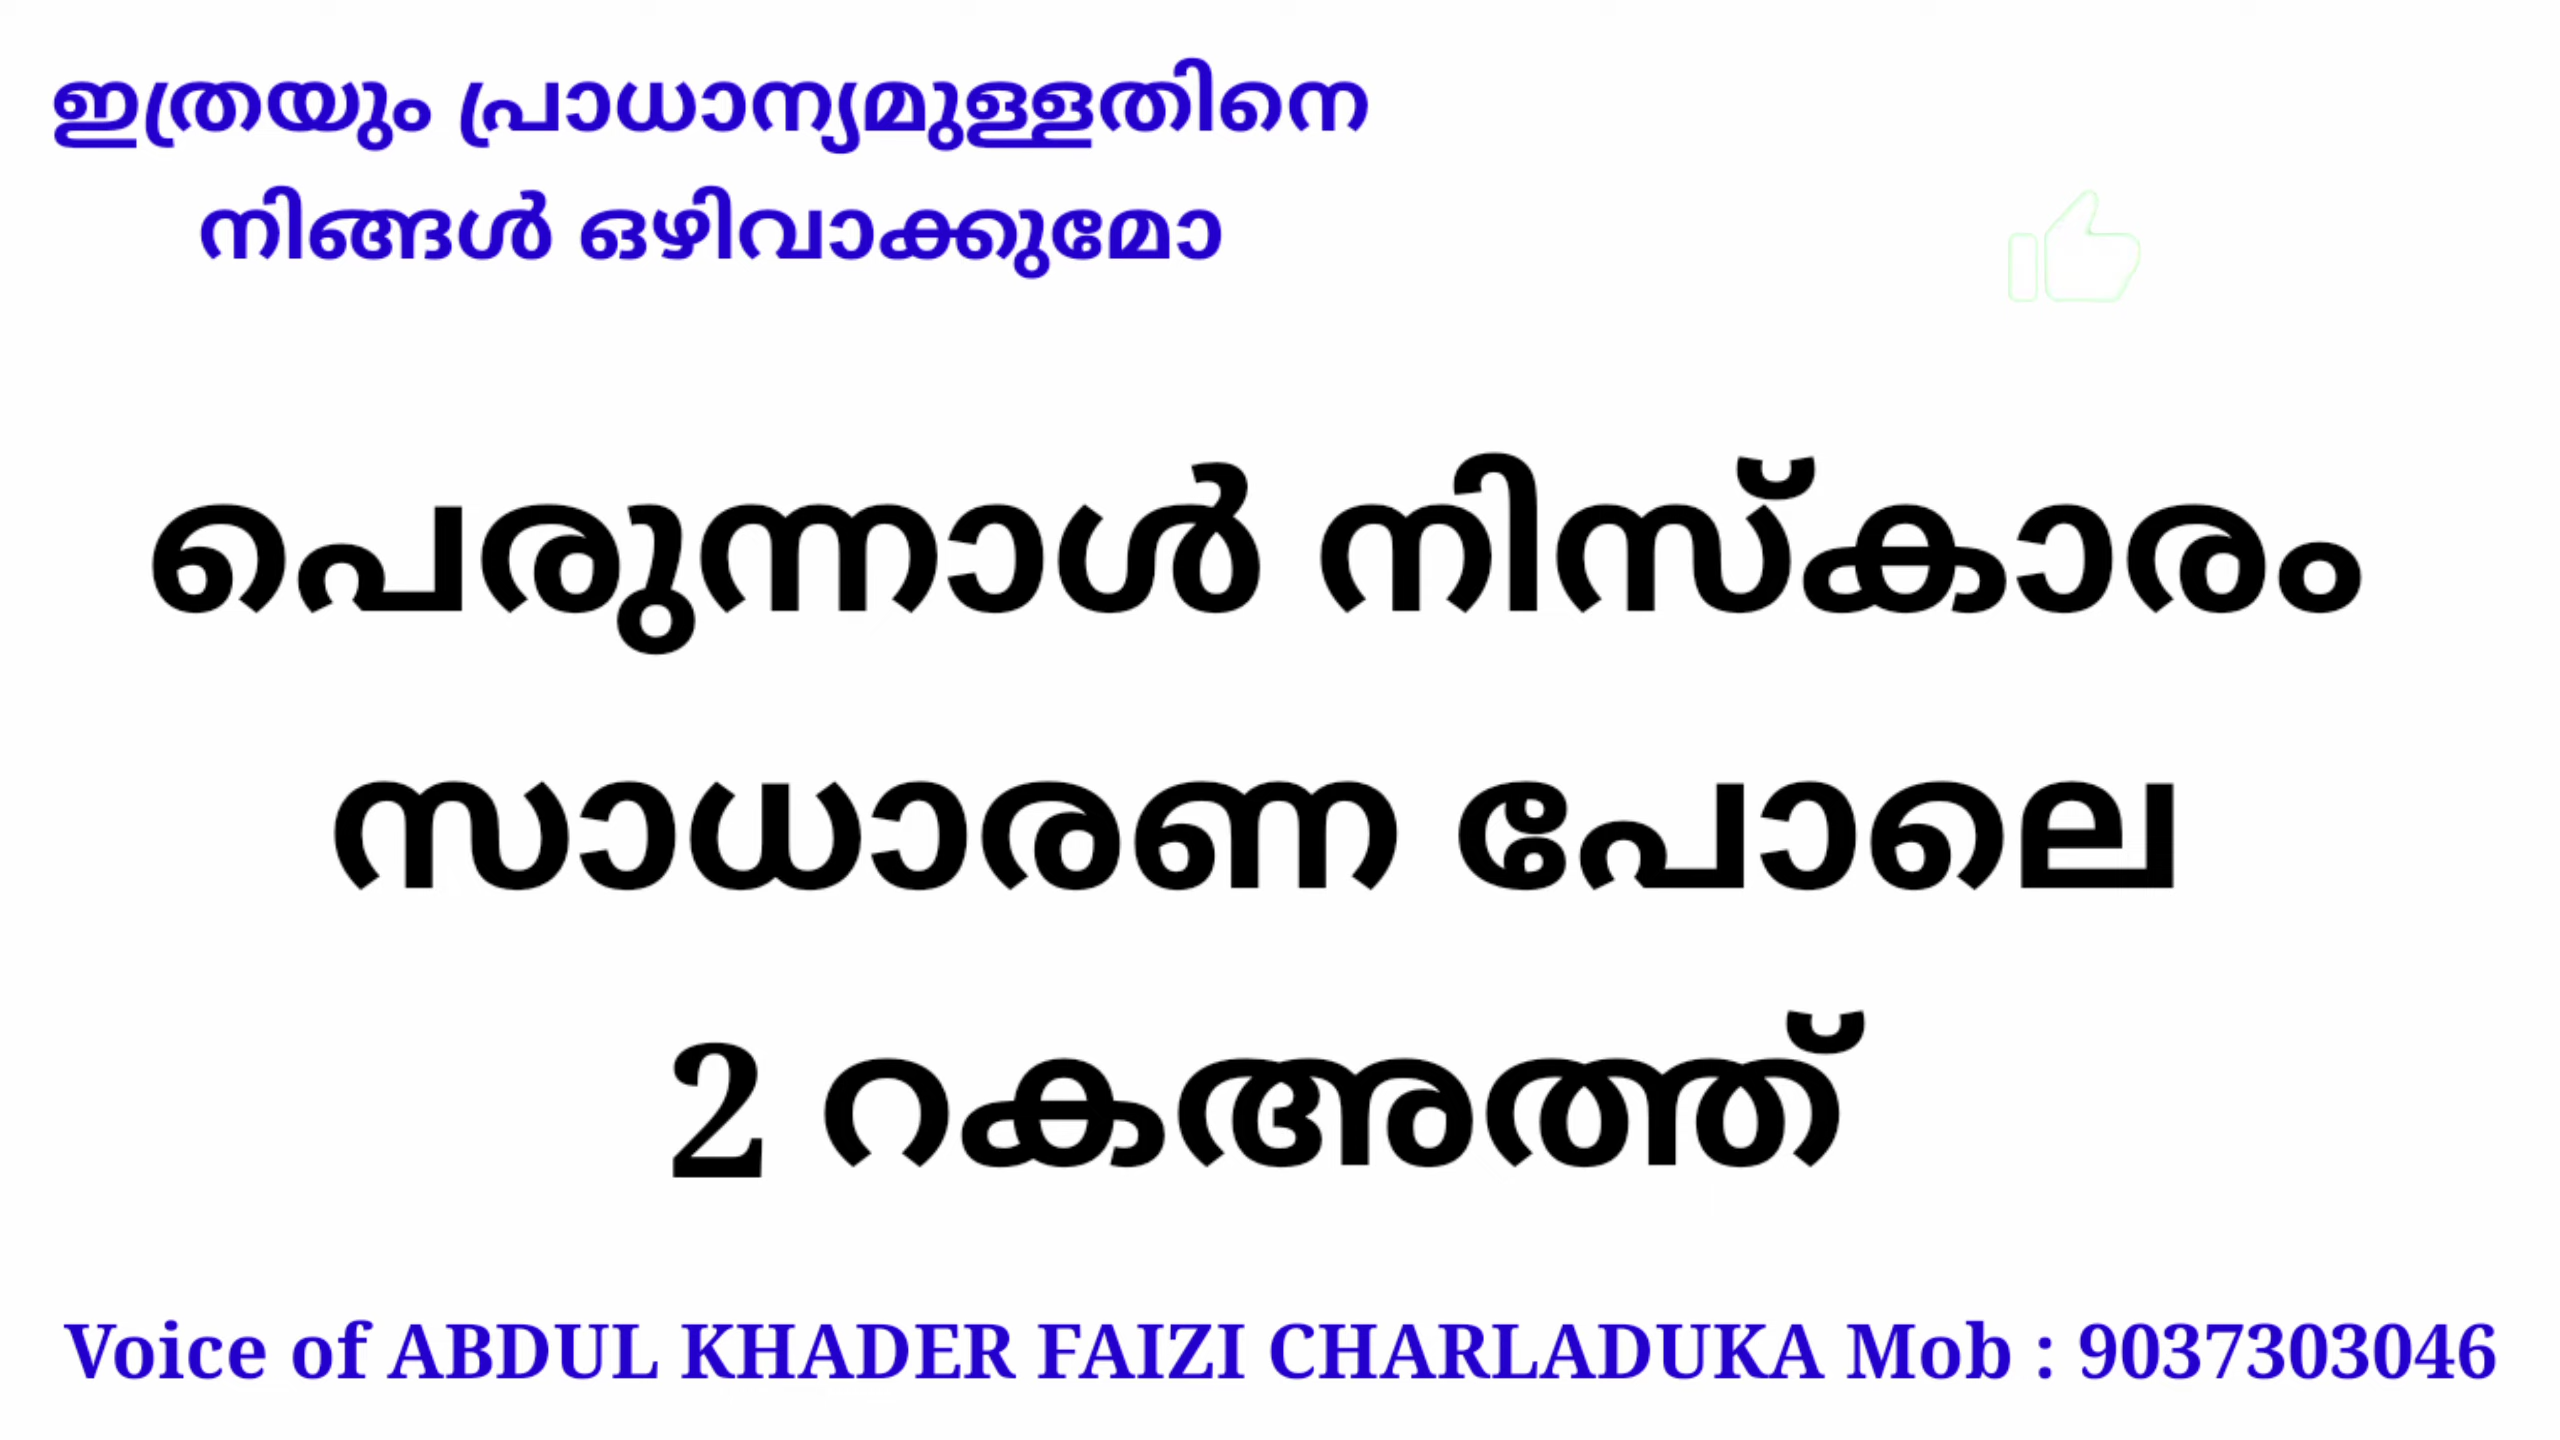 ഇത്രയും പ്രാധാന്യമുള്ളതിനെ
നിങ്ങൾ ഒഴിവാക്കുമോ
പെരുന്നാൾ നിസ്കാരം
സാധാരണ പോലെ
2 റകഅത്ത്
Voice of ABDUL KHADER FAIZI CHARLADUKA Mob : 9037303046